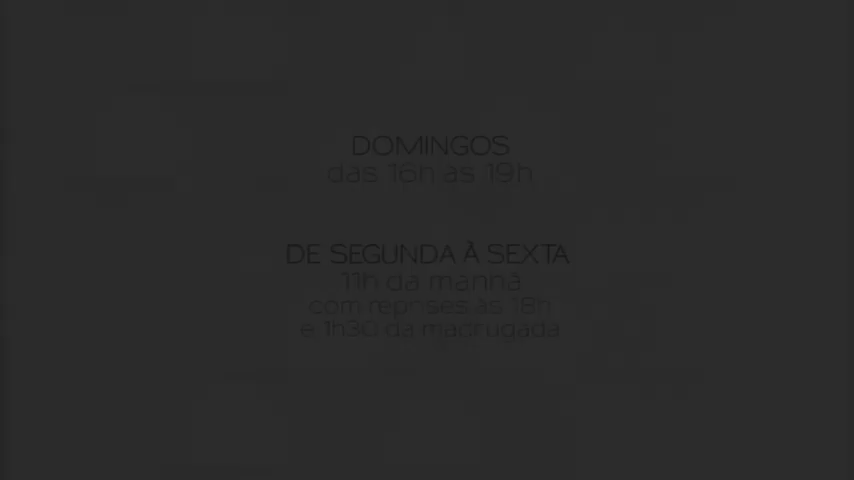 DOMINGOS
das 16h às 19h
DE SEGUNDA À SEXTA
11h da manhã
com reprises às 18h
e 1h30 da madrugada